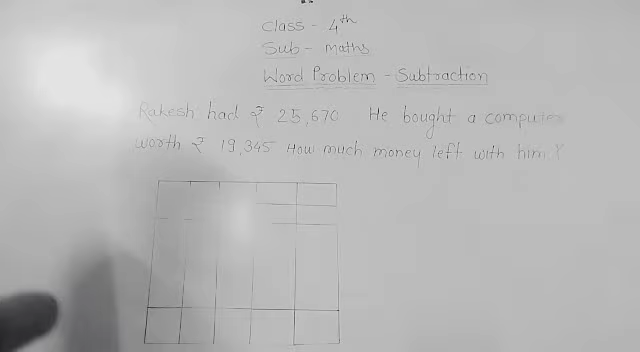 Class - 4th
Sub - maths
Word Problem - Subtraction
Rakesh had ₹ 25,670 He bought a computer
worth ₹ 19,345 How much money left with him?